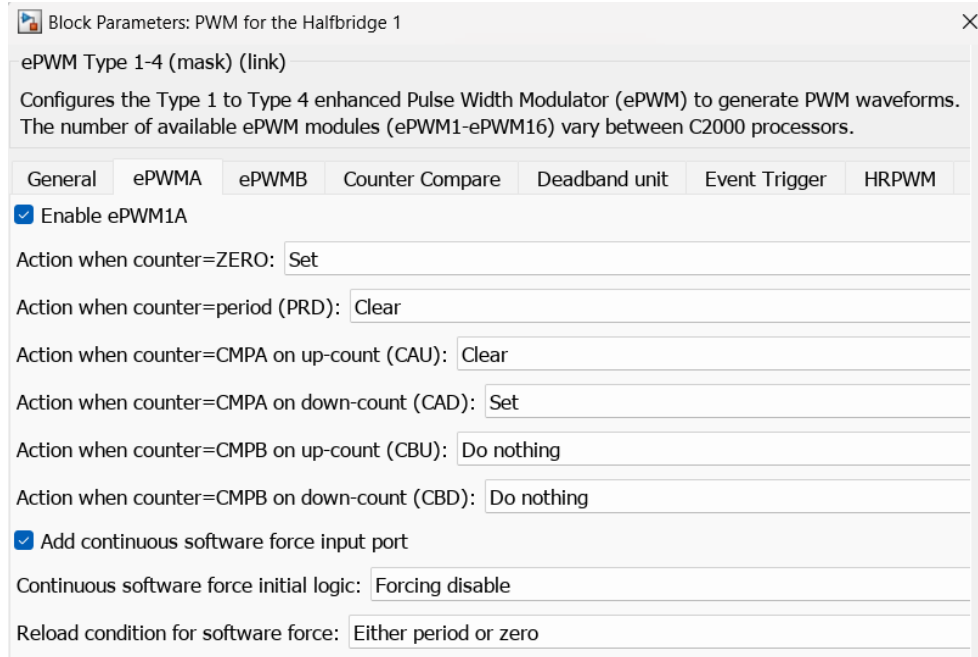 Block Parameters: PWM for the Halfbridge 1
ePWM Type 1-4 (mask) (link)
Configures the Type 1 to Type 4 enhanced Pulse Width Modulator (ePWM) to generate PWM waveforms.
The number of available ePWM modules (ePWM1-ePWM16) vary between C2000 processors.
General ePWMA ePWMB Counter Compare Deadband unit Event Trigger HRPWM
Enable ePWM1A
Action when counter=ZERO: Set
Action when counter=period (PRD): Clear
Action when counter=CMPA on up-count (CAU): Clear
Action when counter=CMPA on down-count (CAD): Set
Action when counter=CMPB on up-count (CBU): Do nothing
Action when counter=CMPB on down-count (CBD): Do nothing
Add continuous software force input port
Continuous software force initial logic: Forcing disable
Reload condition for software force: Either period or zero